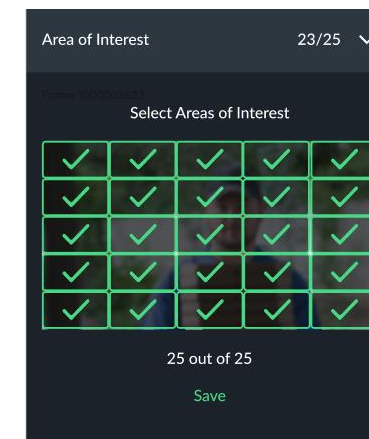 Area of Interest 23/25
Select Areas of Interest
25 out of 25
Save